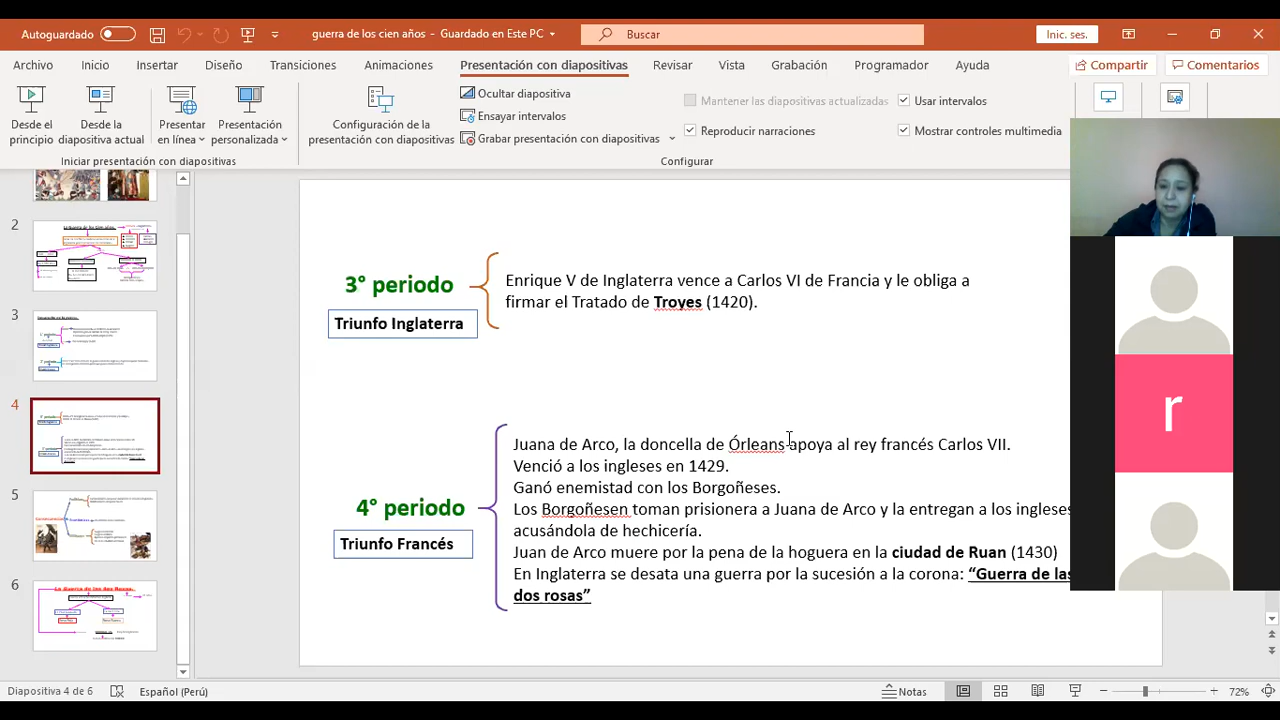 Autoguardado
guerra de los cien años - Guardado en Este PC
Buscar
Inic. ses.
Archivo
Inicio
Insertar
Diseño
Transiciones
Animaciones
Presentación con diapositivas
Revisar
Vista
Grabación
Programador
Ayuda
Compartir
Comentarios
Desde el principio
Desde la diapositiva actual
Presentar en línea
Presentación personalizada
Iniciar presentación con diapositivas
Configuración de la presentación con diapositivas
Ocultar diapositiva
Ensayar intervalos
Grabar presentación con diapositivas
Mantener las diapositivas actualizadas
Reproducir narraciones
Usar intervalos
Mostrar controles multimedia
Configurar
2
3
4
5
6
3° periodo
Triunfo Inglaterra
Enrique V de Inglaterra vence a Carlos VI de Francia y le obliga a
firmar el Tratado de Troyes (1420).
4° periodo
Triunfo Francés
Juana de Arco, la doncella de Órleans apoya al rey francés Carlos VII.
Venció a los ingleses en 1429.
Ganó enemistad con los Borgoñeses.
Los Borgoñesen toman prisionera a Juana de Arco y la entregan a los ingleses
acusándola de hechicería.
Juan de Arco muere por la pena de la hoguera en la ciudad de Ruan (1430)
En Inglaterra se desata una guerra por la sucesión a la corona: “Guerra de las
dos rosas”
r
Diapositiva 4 de 6
Español (Perú)
Notas
72%